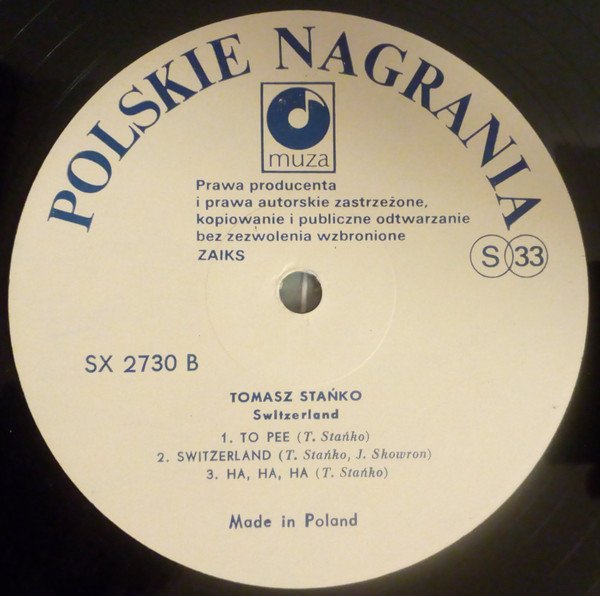 POLSKIE NAGRANIA
muza
Prawa producenta
i prawa autorskie zastrzeżone,
kopiowanie i publiczne odtwarzanie
bez zezwolenia wzbronione
ZAIKS
S 33
SX 2730 B
TOMASZ STAŃKO
Switzerland
1. TO PEE (T. Stańko)
2. SWITZERLAND (T. Stańko, J. Skowron)
3. HA, HA, HA (T. Stańko)
Made in Poland